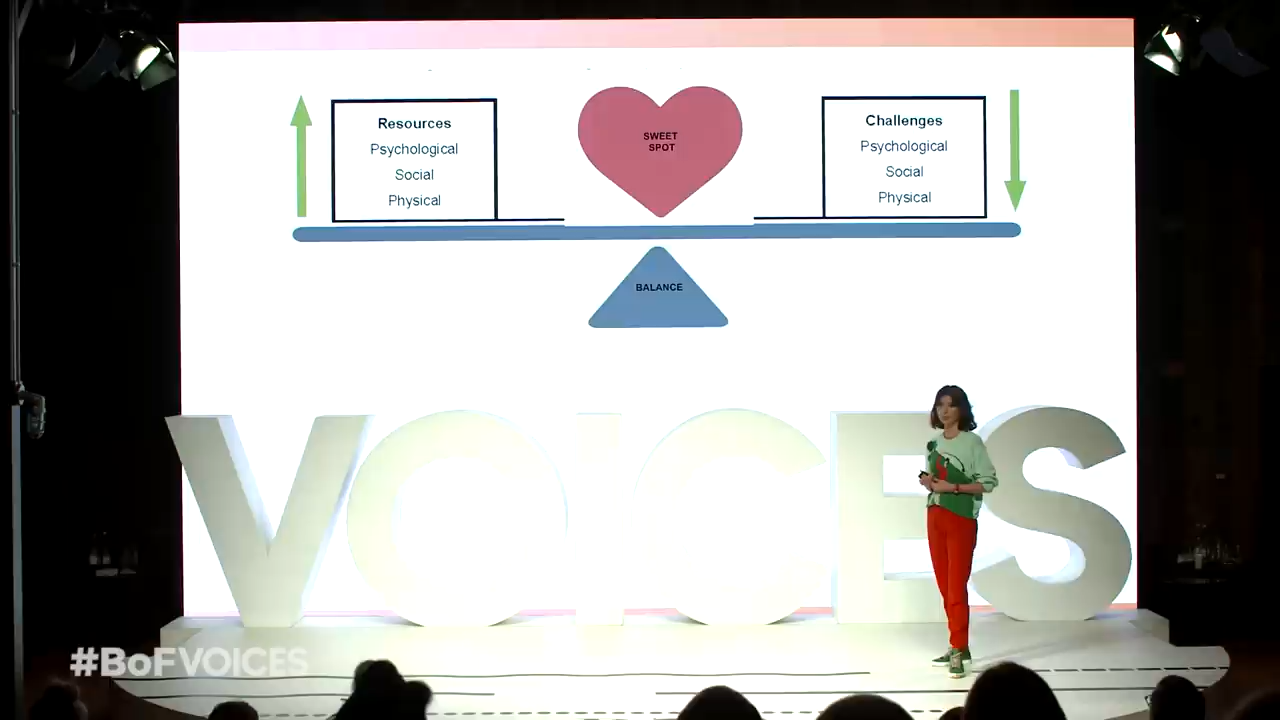 Resources
Psychological
Social
Physical
SWEET
SPOT
Challenges
Psychological
Social
Physical
BALANCE
VOICES
#BoFVOICES